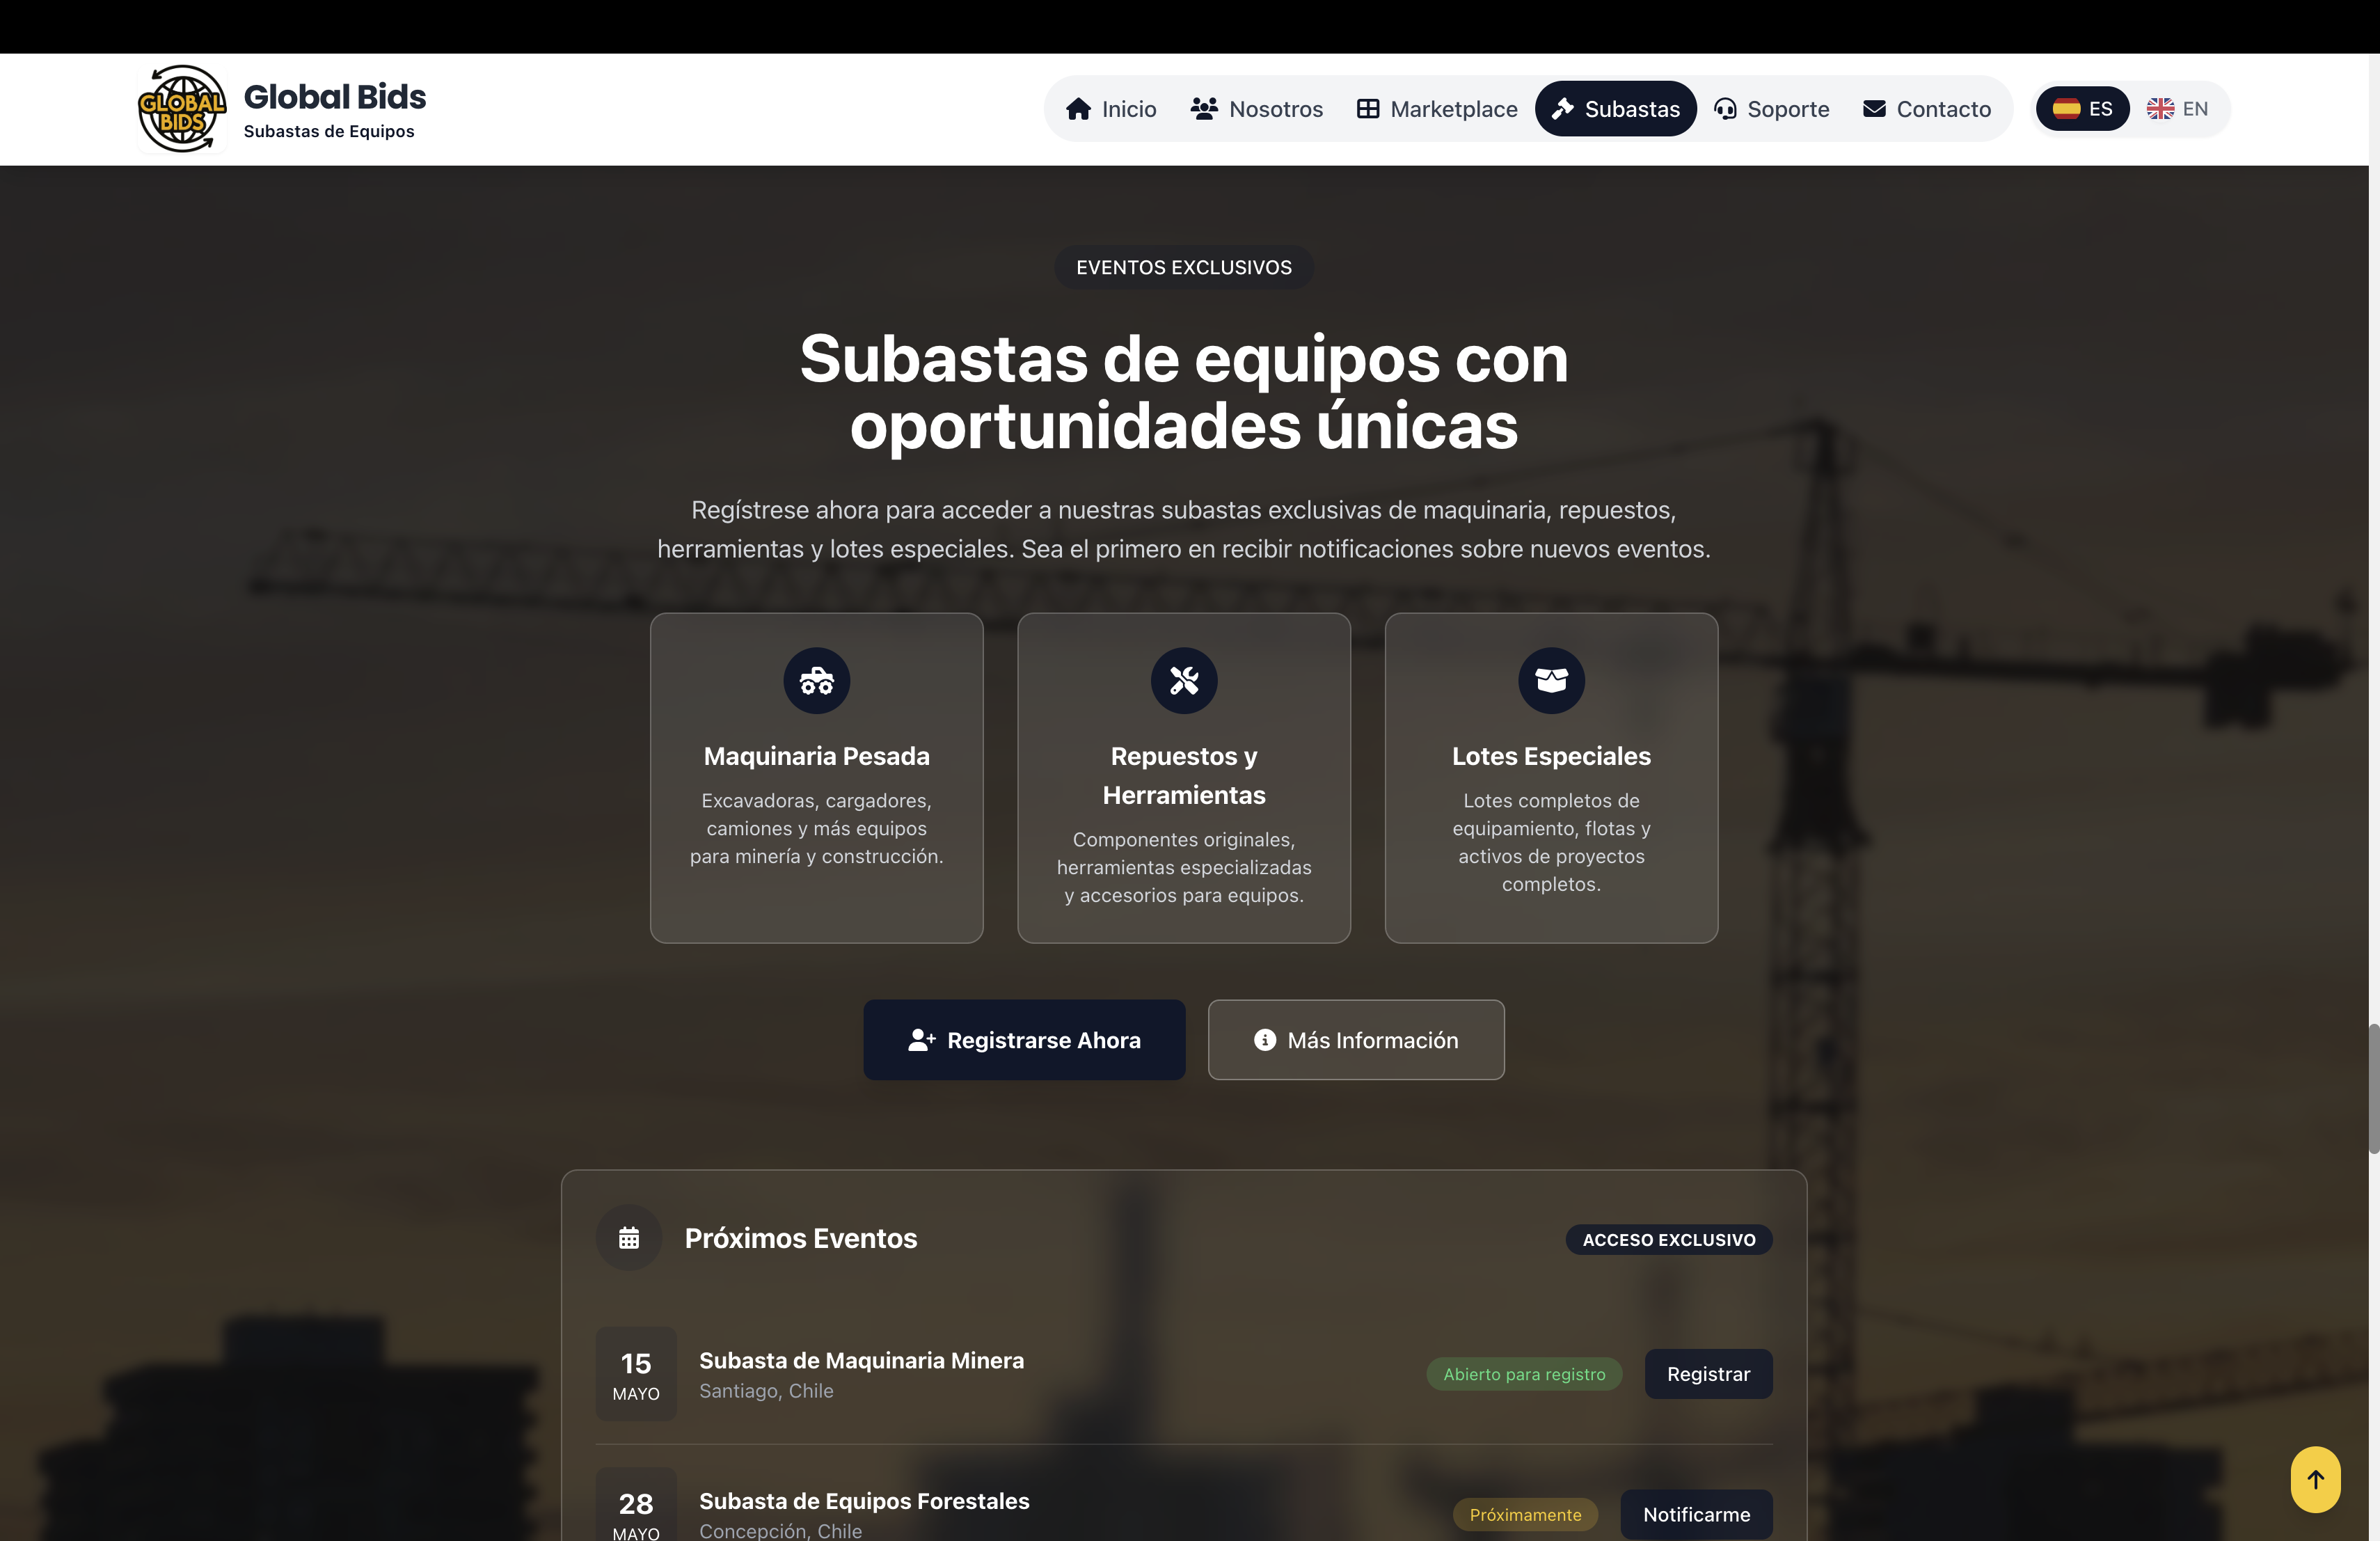 GLOBAL
BIDS
Global Bids
Subastas de Equipos
Inicio
Nosotros
Marketplace
Subastas
Soporte
Contacto
ES
EN
EVENTOS EXCLUSIVOS
Subastas de equipos con
oportunidades únicas
Regístrese ahora para acceder a nuestras subastas exclusivas de maquinaria, repuestos,
herramientas y lotes especiales. Sea el primero en recibir notificaciones sobre nuevos eventos.
Maquinaria Pesada
Excavadoras, cargadores,
camiones y más equipos
para minería y construcción.
Repuestos y
Herramientas
Componentes originales,
herramientas especializadas
y accesorios para equipos.
Lotes Especiales
Lotes completos de
equipamiento, flotas y
activos de proyectos
completos.
Registrarse Ahora
Más Información
Próximos Eventos
ACCESO EXCLUSIVO
15
MAYO
Subasta de Maquinaria Minera
Santiago, Chile
Abierto para registro
Registrar
28
MAYO
Subasta de Equipos Forestales
Concepción, Chile
Próximamente
Notificarme